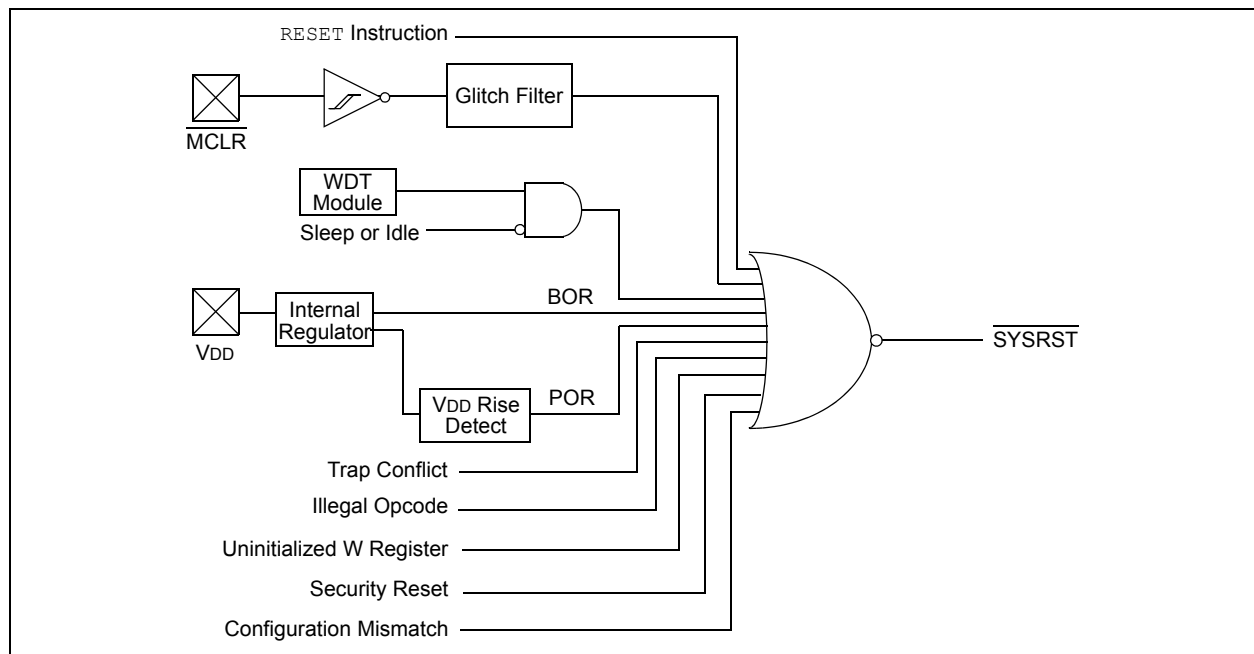 RESET Instruction
Glitch Filter
MCLR
WDT
Module
Sleep or Idle
BOR
Internal
Regulator
VDD
SYSRST
POR
VDD Rise
Detect
Trap Conflict
Illegal Opcode
Uninitialized W Register
Security Reset
Configuration Mismatch